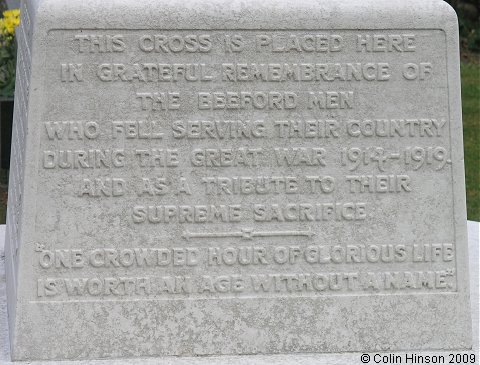 THIS CROSS IS PLACED HERE
IN GRATEFUL REMEMBRANCE OF
THE BEEFORD MEN
WHO FELL SERVING THEIR COUNTRY
DURING THE GREAT WAR 1914-1919.
AND AS A TRIBUTE TO THEIR
SUPREME SACRIFICE
"ONE CROWDED HOUR OF GLORIOUS LIFE
IS WORTH AN AGE WITHOUT A NAME."
©Colin Hinson 2009